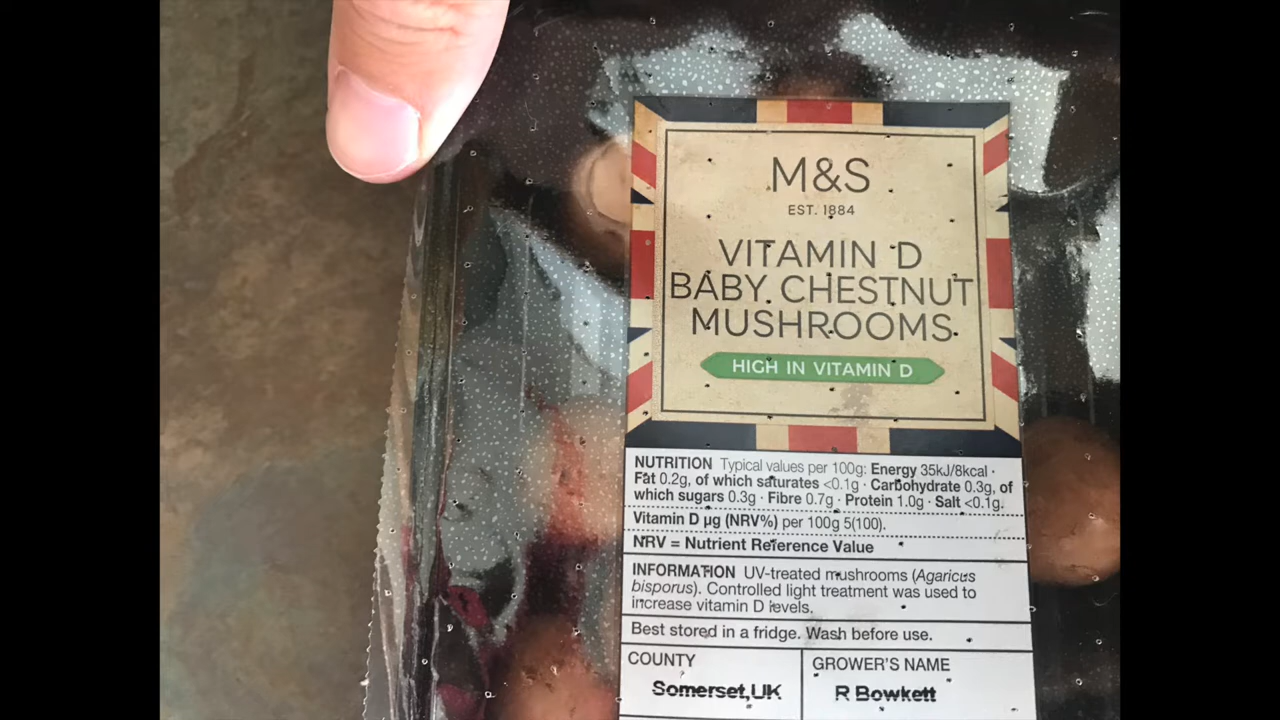 M&S
EST. 1884
VITAMIN D
BABY CHESTNUT
MUSHROOMS
HIGH IN VITAMIN D
NUTRITION Typical values per 100g: Energy 35kJ/8kcal ·
Fat 0.2g, of which saturates <0.1g · Carbohydrate 0.3g, of
which sugars 0.3g · Fibre 0.7g · Protein 1.0g · Salt <0.1g.
Vitamin D µg (NRV%) per 100g 5(100).
NRV = Nutrient Reference Value
INFORMATION UV-treated mushrooms (Agaricus
bisporus). Controlled light treatment was used to
increase vitamin D levels.
Best stored in a fridge. Wash before use.
COUNTY
Somerset,UK
GROWER'S NAME
R Bowkett